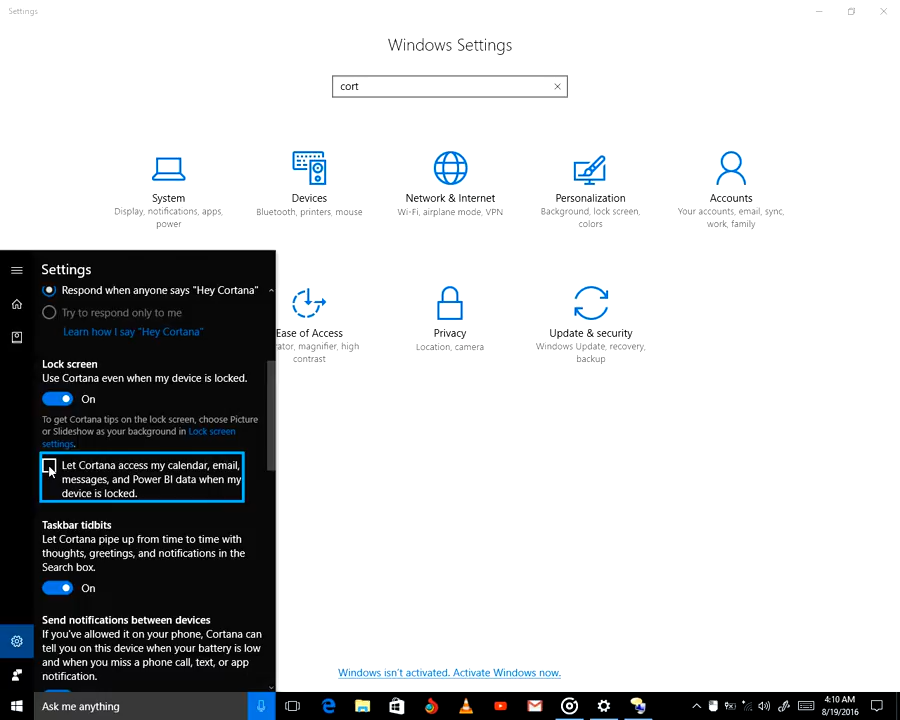 Settings
Windows Settings
cort
System
Display, notifications, apps,
power
Devices
Bluetooth, printers, mouse
Network & Internet
Wi-Fi, airplane mode, VPN
Personalization
Background, lock screen,
colors
Accounts
Your accounts, email, sync,
work, family
Ease of Access
magnifier, high
contrast
Privacy
Location, camera
Update & security
Windows Update, recovery,
backup
Settings
Respond when anyone says "Hey Cortana"
Try to respond only to me
Learn how I say "Hey Cortana"
Lock screen
Use Cortana even when my device is locked.
On
To get Cortana tips on the lock screen, choose Picture
or Slideshow as your background in Lock screen
settings.
Let Cortana access my calendar, email,
messages, and Power BI data when my
device is locked.
Taskbar tidbits
Let Cortana pipe up from time to time with
thoughts, greetings, and notifications in the
Search box.
On
Send notifications between devices
If you've allowed it on your phone, Cortana can
tell you on this device when your battery is low
and when you miss a phone call, text, or app
notification.
Windows isn't activated. Activate Windows now.
Ask me anything
4:10 AM
8/19/2016